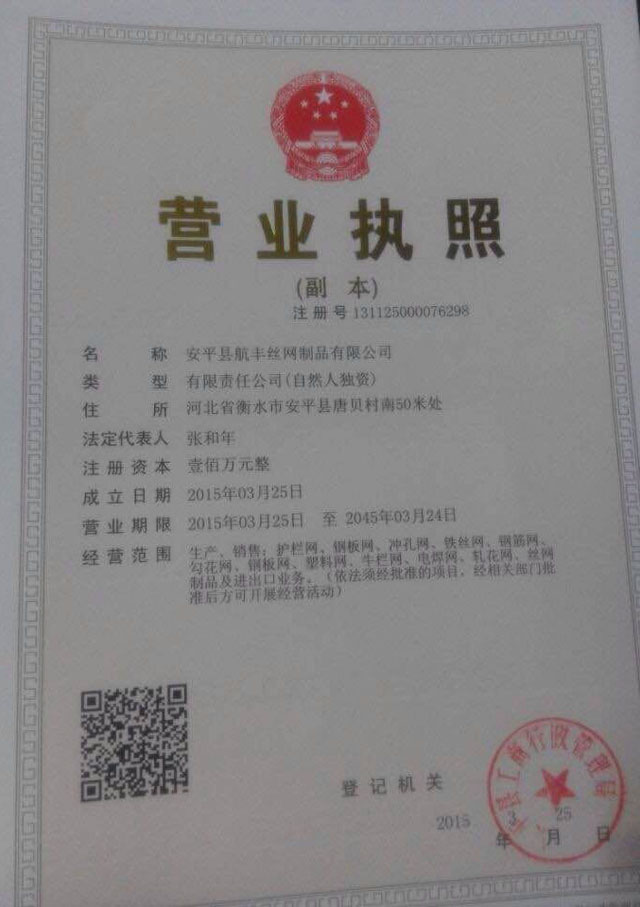 营业执照
(副 本)
注册号 131125000076298
名 称 安平县航丰丝网制品有限公司
类 型 有限责任公司(自然人独资)
住 所 河北省衡水市安平县唐贝村南50米处
法定代表人 张和年
注册资本 壹佰万元整
成立日期 2015年03月25日
营业期限 2015年03月25日 至 2045年03月24日
经营范围 生产、销售：护栏网、钢板网、冲孔网、铁丝网、钢筋网、
勾花网、钢板网、塑料网、牛栏网、电焊网、轧花网、丝网
制品及进出口业务。（依法须经批准的项目，经相关部门批
准后方可开展经营活动）
县工商行政管理局
登记机关
2015 年 3 月 25 日